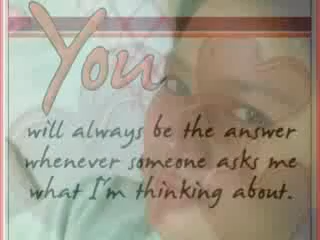 You
will always be the answer
whenever someone asks me
what I'm thinking about.